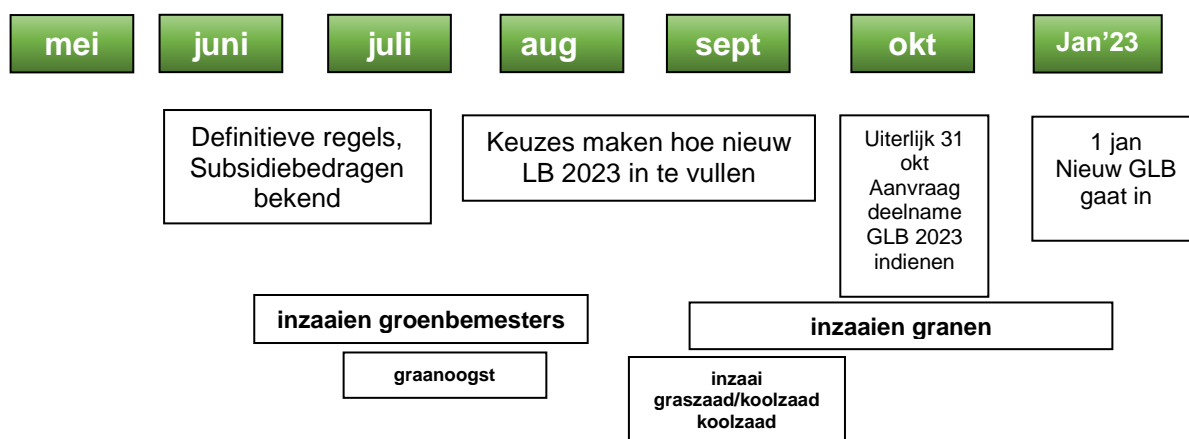 mei
juni
juli
aug
sept
okt
Jan'23
Definitieve regels,
Subsidiebedragen
bekend
Keuzes maken hoe nieuw
LB 2023 in te vullen
Uiterlijk 31
okt
Aanvraag
deelname
GLB 2023
indienen
1 jan
Nieuw GLB
gaat in
inzaaien groenbemesters
inzaaien granen
graanoogst
inzaai
graszaad/koolzaad
koolzaad